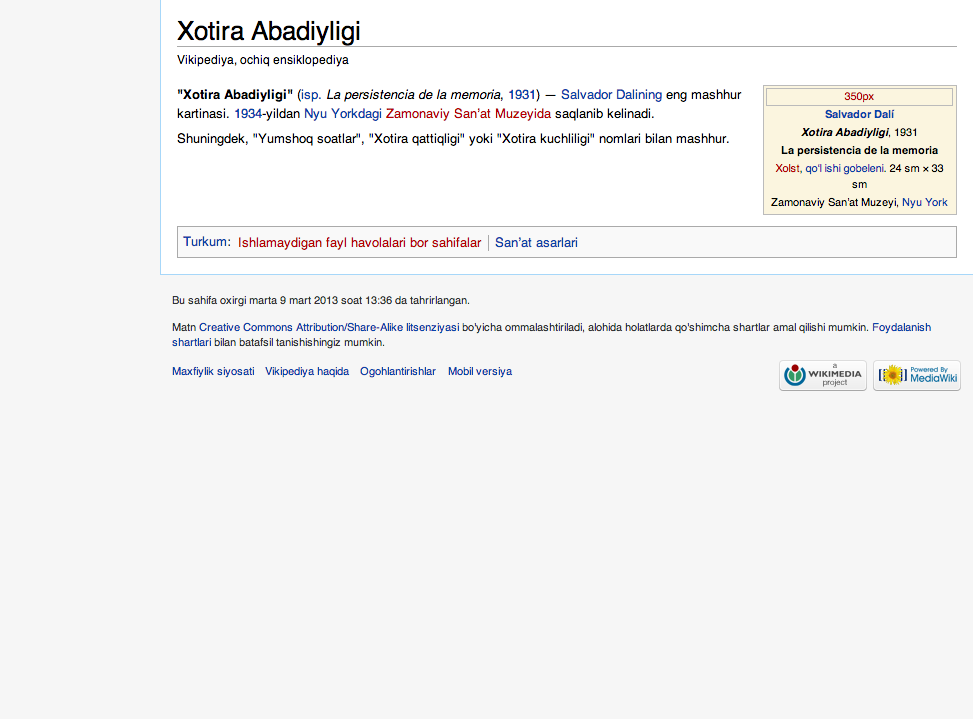 Xotira Abadiyligi
Vikipediya, ochiq ensiklopediya
"Xotira Abadiyligi" (isp. La persistencia de la memoria, 1931) — Salvador Dalining eng mashhur
kartinasi. 1934-yildan Nyu Yorkdagi Zamonaviy San’at Muzeyida saqlanib kelinadi.
Shuningdek, "Yumshoq soatlar", "Xotira qattiqligi" yoki "Xotira kuchliligi" nomlari bilan mashhur.
350px
Salvador Dalí
Xotira Abadiyligi, 1931
La persistencia de la memoria
Xolst, qoʻl ishi gobeleni. 24 sm × 33
sm
Zamonaviy San’at Muzeyi, Nyu York
Turkum: Ishlamaydigan fayl havolalari bor sahifalar | San’at asarlari
Bu sahifa oxirgi marta 9 mart 2013 soat 13:36 da tahrirlangan.
Matn Creative Commons Attribution/Share-Alike litsenziyasi boʻyicha ommalashtiriladi, alohida holatlarda qoʻshimcha shartlar amal qilishi mumkin. Foydalanish
shartlari bilan batafsil tanishishingiz mumkin.
Maxfiylik siyosati Vikipediya haqida Ogohlantirishlar Mobil versiya
a
WIKIMEDIA
project
Powered By
MediaWiki